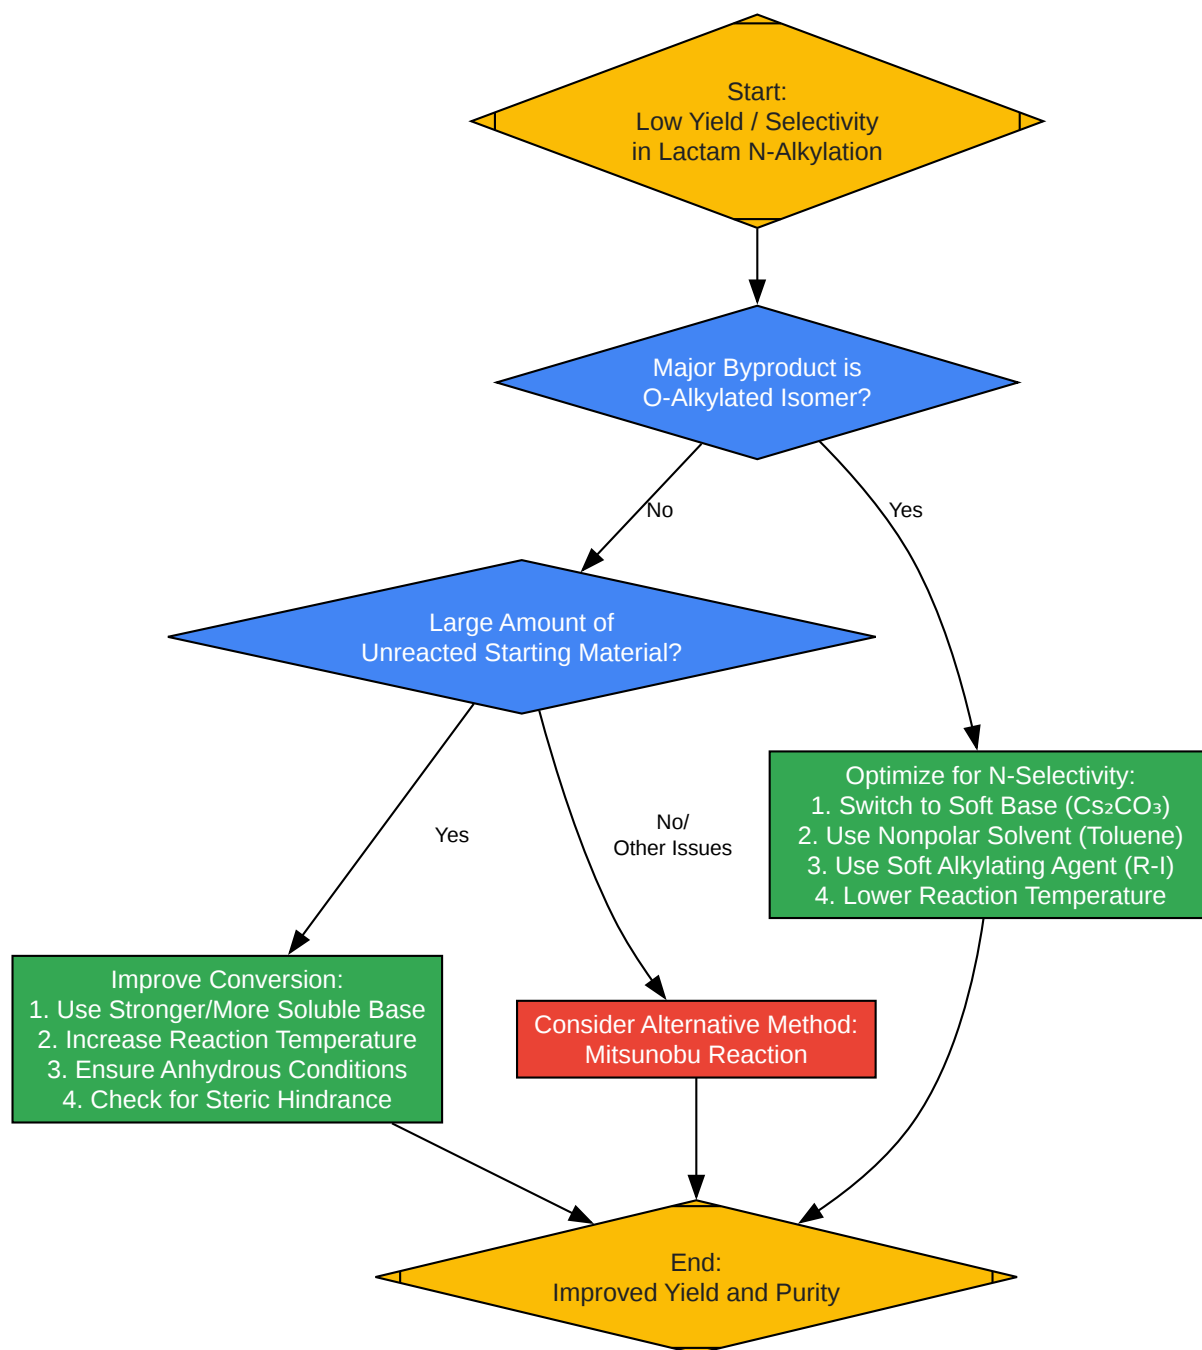 Start:
Low Yield / Selectivity
in Lactam N-Alkylation
Major Byproduct is
O-Alkylated Isomer?
No
Yes
Large Amount of
Unreacted Starting Material?
Yes
No/
Other Issues
Optimize for N-Selectivity:
1. Switch to Soft Base (Cs₂CO₃)
2. Use Nonpolar Solvent (Toluene)
3. Use Soft Alkylating Agent (R-I)
4. Lower Reaction Temperature
Improve Conversion:
1. Use Stronger/More Soluble Base
2. Increase Reaction Temperature
3. Ensure Anhydrous Conditions
4. Check for Steric Hindrance
Consider Alternative Method:
Mitsunobu Reaction
End:
Improved Yield and Purity